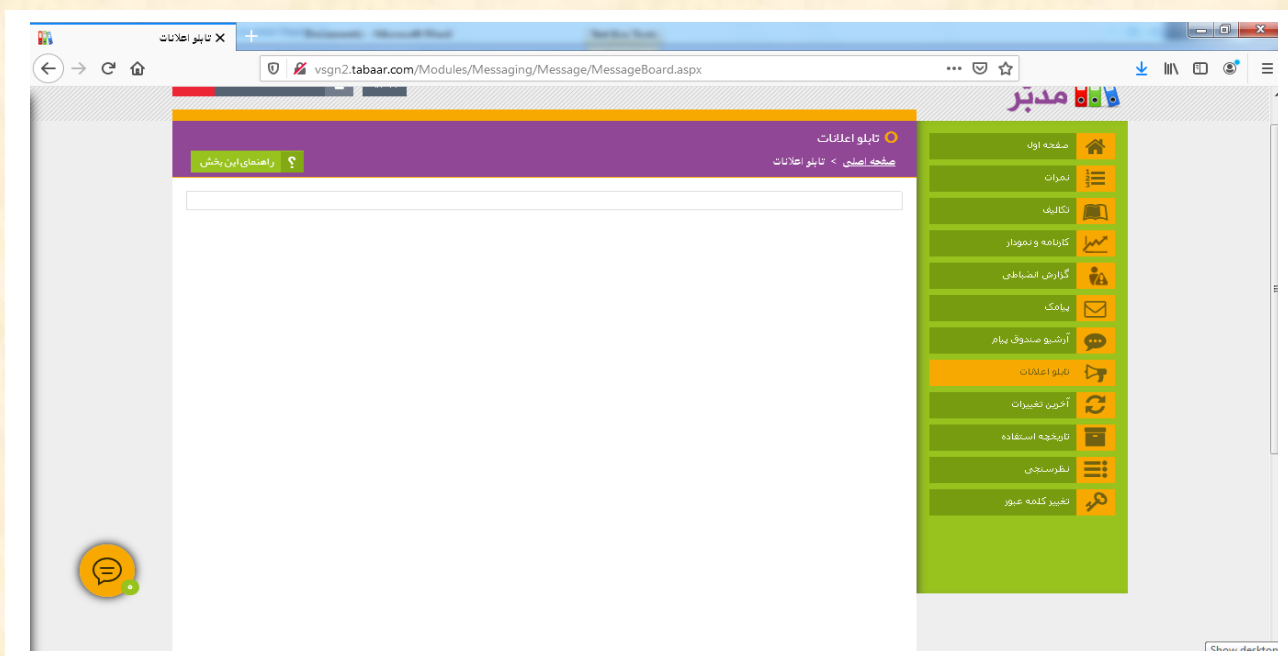 تابلو اعلانات
vsgn2.tabaar.com/Modules/Messaging/Message/MessageBoard.aspx
مدبّر
تابلو اعلانات
صفحه اصلی > تابلو اعلانات
راهنمای این بخش ؟
صفحه اول
نمرات
تکالیف
کارنامه و نمودار
گزارش انضباطی
پیامک
آرشیو صندوق پیام
تابلو اعلانات
آخرین تغییرات
تاریخچه استفاده
نظرسنجی
تغییر کلمه عبور
۰
Show desktop